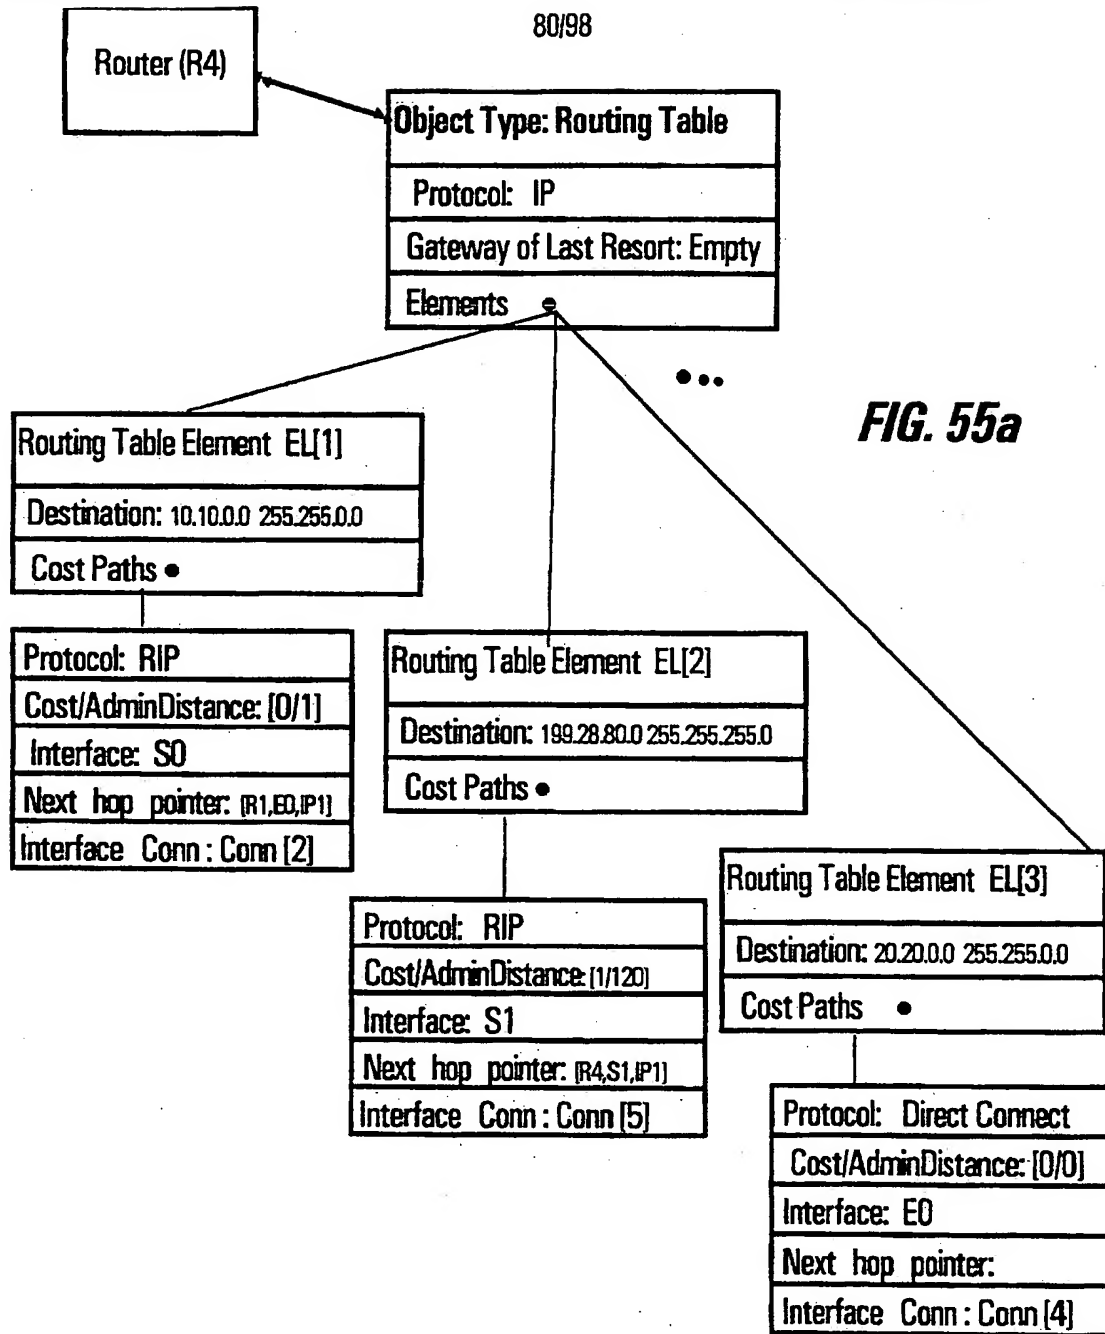 80/98
Router (R4)
Object Type: Routing Table
Protocol: IP
Gateway of Last Resort: Empty
Elements
FIG. 55a
Routing Table Element EL[1]
Destination: 10.10.0.0 255.255.0.0
Cost Paths
Protocol: RIP
Cost/AdminDistance: [0/1]
Interface: S0
Next hop pointer: [R1,E0,IP1]
Interface Conn : Conn [2]
Routing Table Element EL[2]
Destination: 199.28.80.0 255.255.255.0
Cost Paths
Protocol: RIP
Cost/AdminDistance: [1/120]
Interface: S1
Next hop pointer: [R4,S1,IP1]
Interface Conn : Conn [5]
Routing Table Element EL[3]
Destination: 20.20.0.0 255.255.0.0
Cost Paths
Protocol: Direct Connect
Cost/AdminDistance: [0/0]
Interface: E0
Next hop pointer:
Interface Conn : Conn [4]